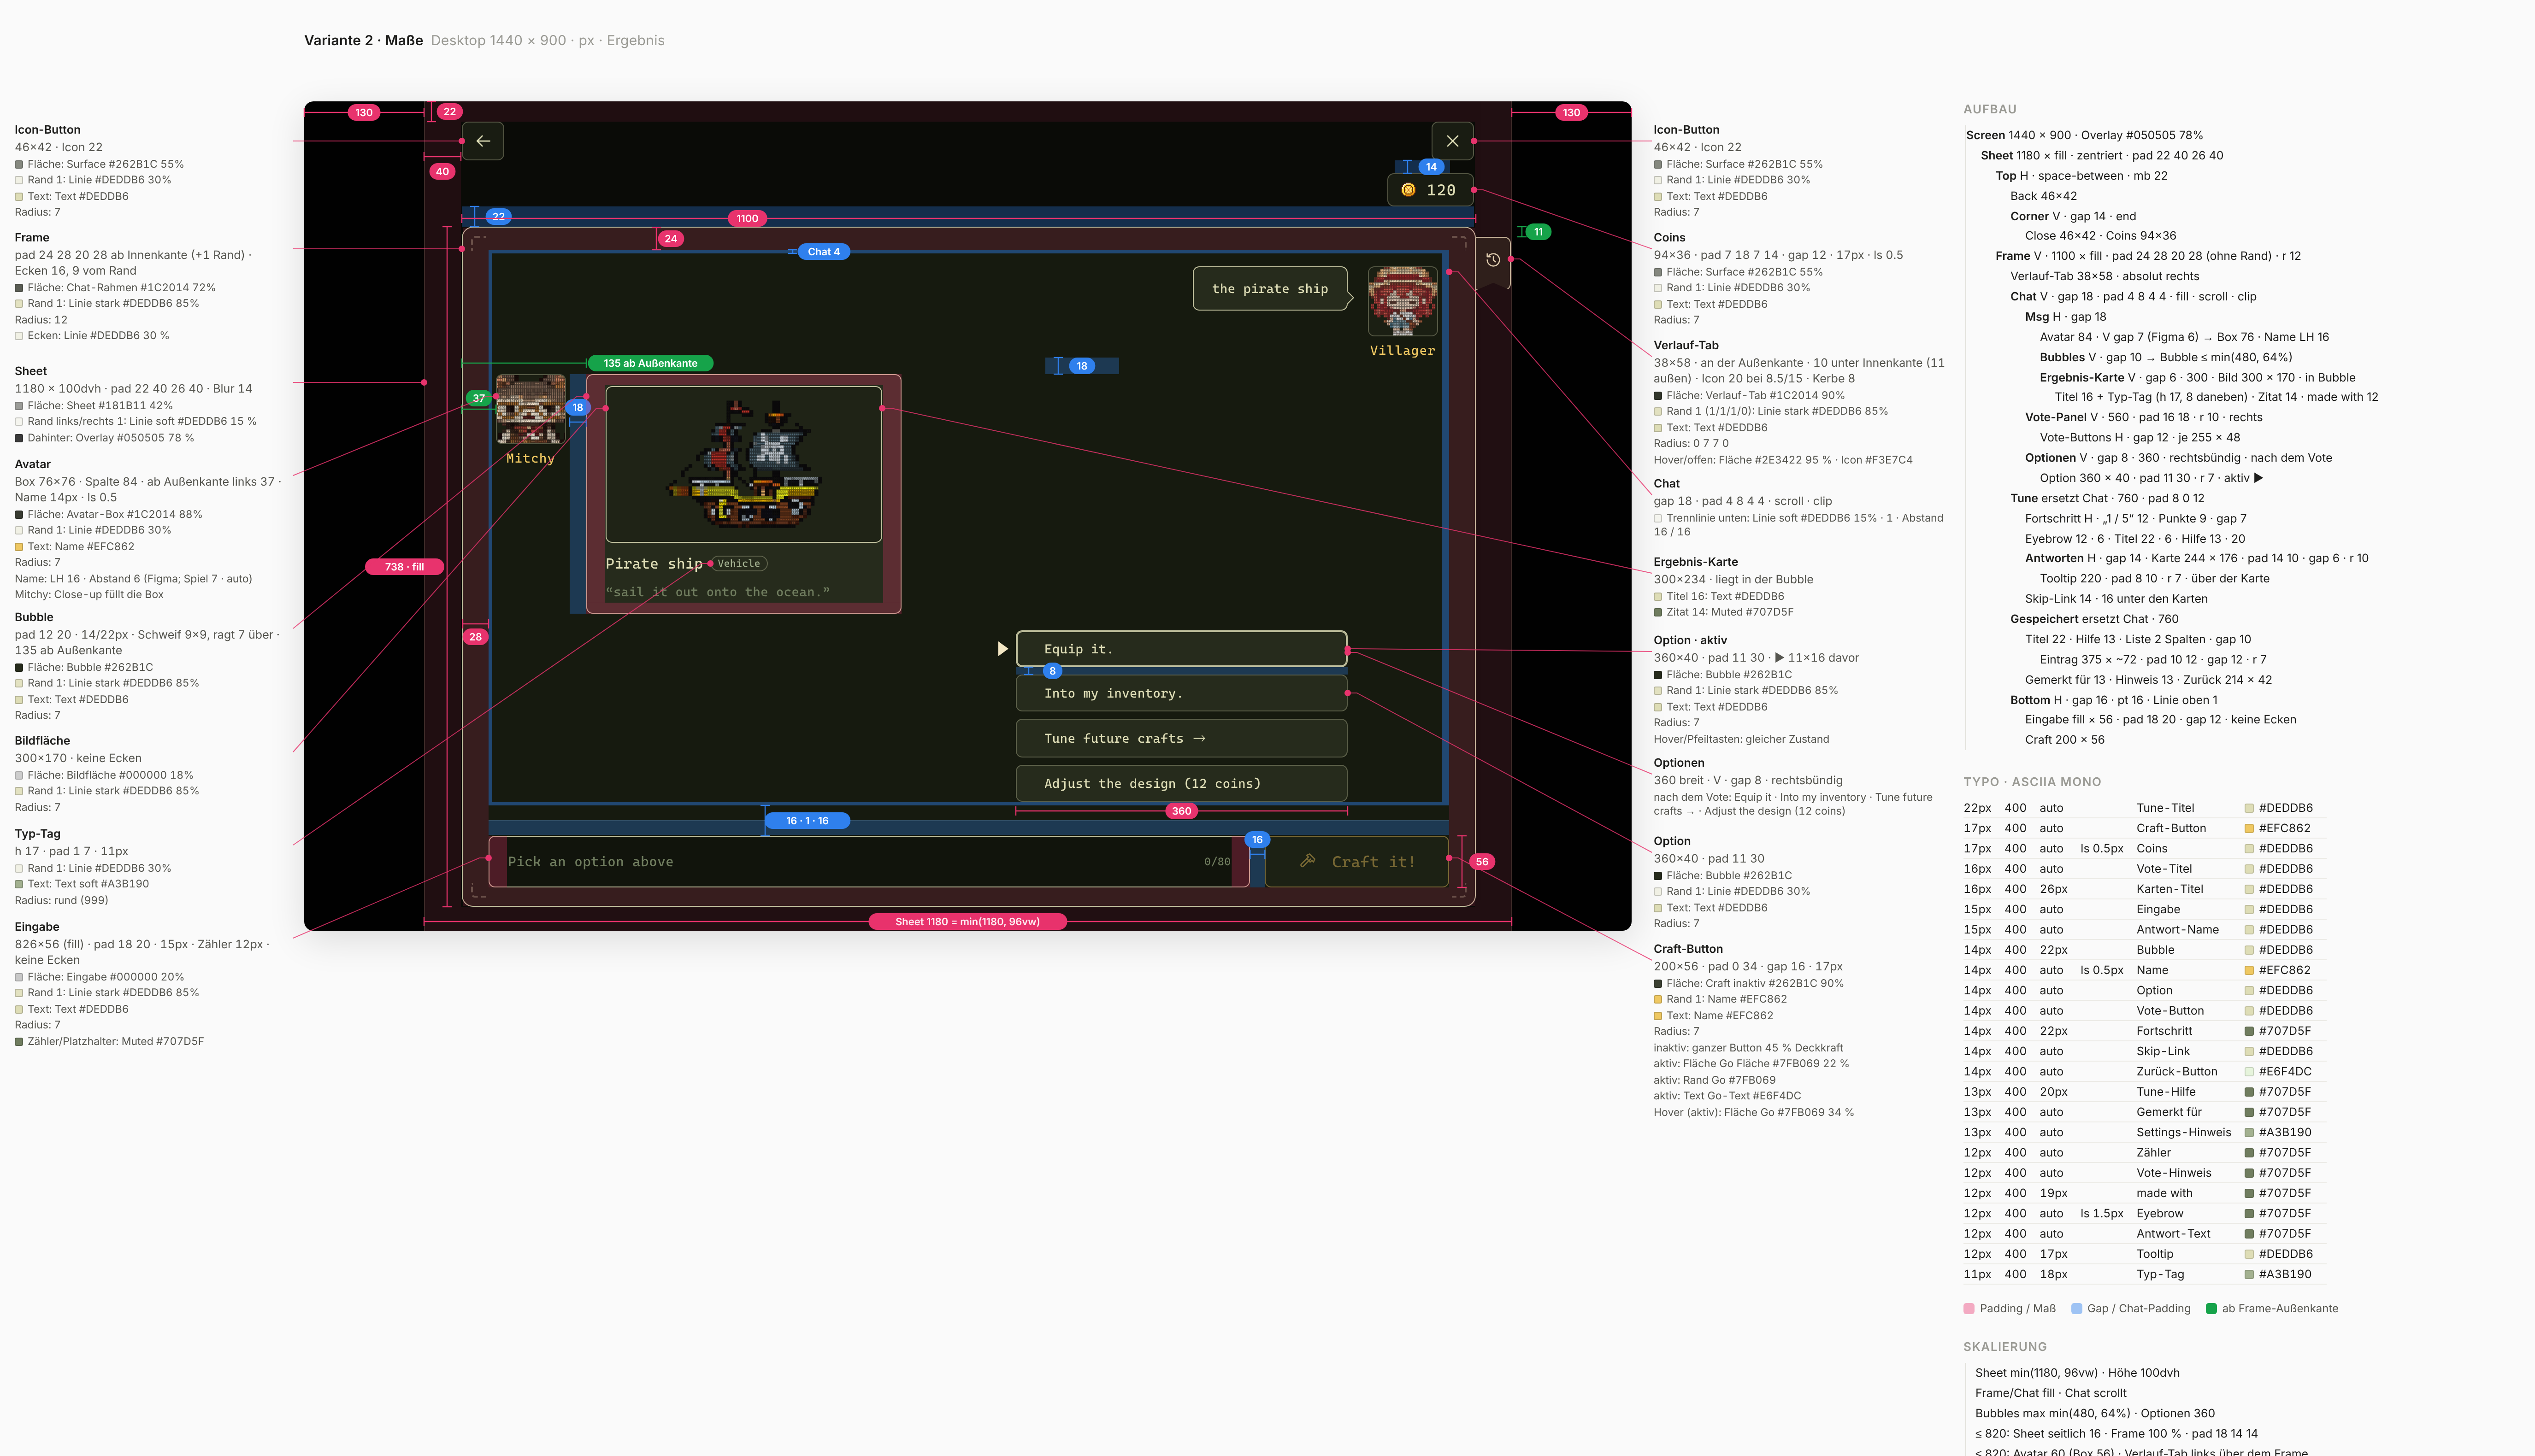 Variante 2 · Maße Desktop 1440 × 900 · px · Ergebnis
Icon-Button
46×42 · Icon 22
Fläche: Surface #262B1C 55%
Rand 1: Linie #DEDDB6 30%
Text: Text #DEDDB6
Radius: 7
Frame
pad 24 28 20 28 ab Innenkante (+1 Rand) ·
Ecken 16, 9 vom Rand
Fläche: Chat-Rahmen #1C2014 72%
Rand 1: Linie stark #DEDDB6 85%
Radius: 12
Ecken: Linie #DEDDB6 30 %
Sheet
1180 × 100dvh · pad 22 40 26 40 · Blur 14
Fläche: Sheet #181B11 42%
Rand links/rechts 1: Linie soft #DEDDB6 15 %
Dahinter: Overlay #050505 78 %
Avatar
Box 76×76 · Spalte 84 · ab Außenkante links 37 ·
Name 14px · ls 0.5
Fläche: Avatar-Box #1C2014 88%
Rand 1: Linie #DEDDB6 30%
Text: Name #EFC862
Radius: 7
Name: LH 16 · Abstand 6 (Figma; Spiel 7 · auto)
Mitchy: Close-up füllt die Box
Bubble
pad 12 20 · 14/22px · Schweif 9×9, ragt 7 über ·
135 ab Außenkante
Fläche: Bubble #262B1C
Rand 1: Linie stark #DEDDB6 85%
Text: Text #DEDDB6
Radius: 7
Bildfläche
300×170 · keine Ecken
Fläche: Bildfläche #000000 18%
Rand 1: Linie stark #DEDDB6 85%
Radius: 7
Typ-Tag
h 17 · pad 1 7 · 11px
Rand 1: Linie #DEDDB6 30%
Text: Text soft #A3B190
Radius: rund (999)
Eingabe
826×56 (fill) · pad 18 20 · 15px · Zähler 12px ·
keine Ecken
Fläche: Eingabe #000000 20%
Rand 1: Linie stark #DEDDB6 85%
Text: Text #DEDDB6
Radius: 7
Zähler/Platzhalter: Muted #707D5F
130
22
130
40
14
120
22
1100
24
11
Chat 4
the pirate ship
Villager
135 ab Außenkante
18
37
18
Mitchy
738 · fill
Pirate ship Vehicle
“sail it out onto the ocean.”
28
Equip it.
8
Into my inventory.
Tune future crafts →
Adjust the design (12 coins)
360
16 · 1 · 16
16
Pick an option above
0/80
Craft it!
56
Sheet 1180 = min(1180, 96vw)
Icon-Button
46×42 · Icon 22
Fläche: Surface #262B1C 55%
Rand 1: Linie #DEDDB6 30%
Text: Text #DEDDB6
Radius: 7
Coins
94×36 · pad 7 18 7 14 · gap 12 · 17px · ls 0.5
Fläche: Surface #262B1C 55%
Rand 1: Linie #DEDDB6 30%
Text: Text #DEDDB6
Radius: 7
Verlauf-Tab
38×58 · an der Außenkante · 10 unter Innenkante (11
außen) · Icon 20 bei 8.5/15 · Kerbe 8
Fläche: Verlauf-Tab #1C2014 90%
Rand 1 (1/1/1/0): Linie stark #DEDDB6 85%
Text: Text #DEDDB6
Radius: 0 7 7 0
Hover/offen: Fläche #2E3422 95 % · Icon #F3E7C4
Chat
gap 18 · pad 4 8 4 4 · scroll · clip
Trennlinie unten: Linie soft #DEDDB6 15% · 1 · Abstand
16 / 16
Ergebnis-Karte
300×234 · liegt in der Bubble
Titel 16: Text #DEDDB6
Zitat 14: Muted #707D5F
Option · aktiv
360×40 · pad 11 30 · ▶ 11×16 davor
Fläche: Bubble #262B1C
Rand 1: Linie stark #DEDDB6 85%
Text: Text #DEDDB6
Radius: 7
Hover/Pfeiltasten: gleicher Zustand
Optionen
360 breit · V · gap 8 · rechtsbündig
nach dem Vote: Equip it · Into my inventory · Tune future
crafts → · Adjust the design (12 coins)
Option
360×40 · pad 11 30
Fläche: Bubble #262B1C
Rand 1: Linie #DEDDB6 30%
Text: Text #DEDDB6
Radius: 7
Craft-Button
200×56 · pad 0 34 · gap 16 · 17px
Fläche: Craft inaktiv #262B1C 90%
Rand 1: Name #EFC862
Text: Name #EFC862
Radius: 7
inaktiv: ganzer Button 45 % Deckkraft
aktiv: Fläche Go Fläche #7FB069 22 %
aktiv: Rand Go #7FB069
aktiv: Text Go-Text #E6F4DC
Hover (aktiv): Fläche Go #7FB069 34 %
AUFBAU
Screen 1440 × 900 · Overlay #050505 78%
Sheet 1180 × fill · zentriert · pad 22 40 26 40
Top H · space-between · mb 22
Back 46×42
Corner V · gap 14 · end
Close 46×42 · Coins 94×36
Frame V · 1100 × fill · pad 24 28 20 28 (ohne Rand) · r 12
Verlauf-Tab 38×58 · absolut rechts
Chat V · gap 18 · pad 4 8 4 4 · fill · scroll · clip
Msg H · gap 18
Avatar 84 · V gap 7 (Figma 6) → Box 76 · Name LH 16
Bubbles V · gap 10 → Bubble ≤ min(480, 64%)
Ergebnis-Karte V · gap 6 · 300 · Bild 300 × 170 · in Bubble
Titel 16 + Typ-Tag (h 17, 8 daneben) · Zitat 14 · made with 12
Vote-Panel V · 560 · pad 16 18 · r 10 · rechts
Vote-Buttons H · gap 12 · je 255 × 48
Optionen V · gap 8 · 360 · rechtsbündig · nach dem Vote
Option 360 × 40 · pad 11 30 · r 7 · aktiv ▶
Tune ersetzt Chat · 760 · pad 8 0 12
Fortschritt H · „1 / 5“ 12 · Punkte 9 · gap 7
Eyebrow 12 · 6 · Titel 22 · 6 · Hilfe 13 · 20
Antworten H · gap 14 · Karte 244 × 176 · pad 14 10 · gap 6 · r 10
Tooltip 220 · pad 8 10 · r 7 · über der Karte
Skip-Link 14 · 16 unter den Karten
Gespeichert ersetzt Chat · 760
Titel 22 · Hilfe 13 · Liste 2 Spalten · gap 10
Eintrag 375 × ~72 · pad 10 12 · gap 12 · r 7
Gemerkt für 13 · Hinweis 13 · Zurück 214 × 42
Bottom H · gap 16 · pt 16 · Linie oben 1
Eingabe fill × 56 · pad 18 20 · gap 12 · keine Ecken
Craft 200 × 56
TYPO · ASCIIA MONO
22px 400 auto Tune-Titel #DEDDB6
17px 400 auto Craft-Button #EFC862
17px 400 auto ls 0.5px Coins #DEDDB6
16px 400 auto Vote-Titel #DEDDB6
16px 400 26px Karten-Titel #DEDDB6
15px 400 auto Eingabe #DEDDB6
15px 400 auto Antwort-Name #DEDDB6
14px 400 22px Bubble #DEDDB6
14px 400 auto ls 0.5px Name #EFC862
14px 400 auto Option #DEDDB6
14px 400 auto Vote-Button #DEDDB6
14px 400 22px Fortschritt #707D5F
14px 400 auto Skip-Link #DEDDB6
14px 400 auto Zurück-Button #E6F4DC
13px 400 20px Tune-Hilfe #707D5F
13px 400 auto Gemerkt für #707D5F
13px 400 auto Settings-Hinweis #A3B190
12px 400 auto Zähler #707D5F
12px 400 auto Vote-Hinweis #707D5F
12px 400 19px made with #707D5F
12px 400 auto ls 1.5px Eyebrow #707D5F
12px 400 auto Antwort-Text #707D5F
12px 400 17px Tooltip #DEDDB6
11px 400 18px Typ-Tag #A3B190
Padding / Maß Gap / Chat-Padding ab Frame-Außenkante
SKALIERUNG
Sheet min(1180, 96vw) · Höhe 100dvh
Frame/Chat fill · Chat scrollt
Bubbles max min(480, 64%) · Optionen 360
≤ 820: Sheet seitlich 16 · Frame 100 % · pad 18 14 14
≤ 820: Avatar 60 (Box 56) · Verlauf-Tab links über dem Frame